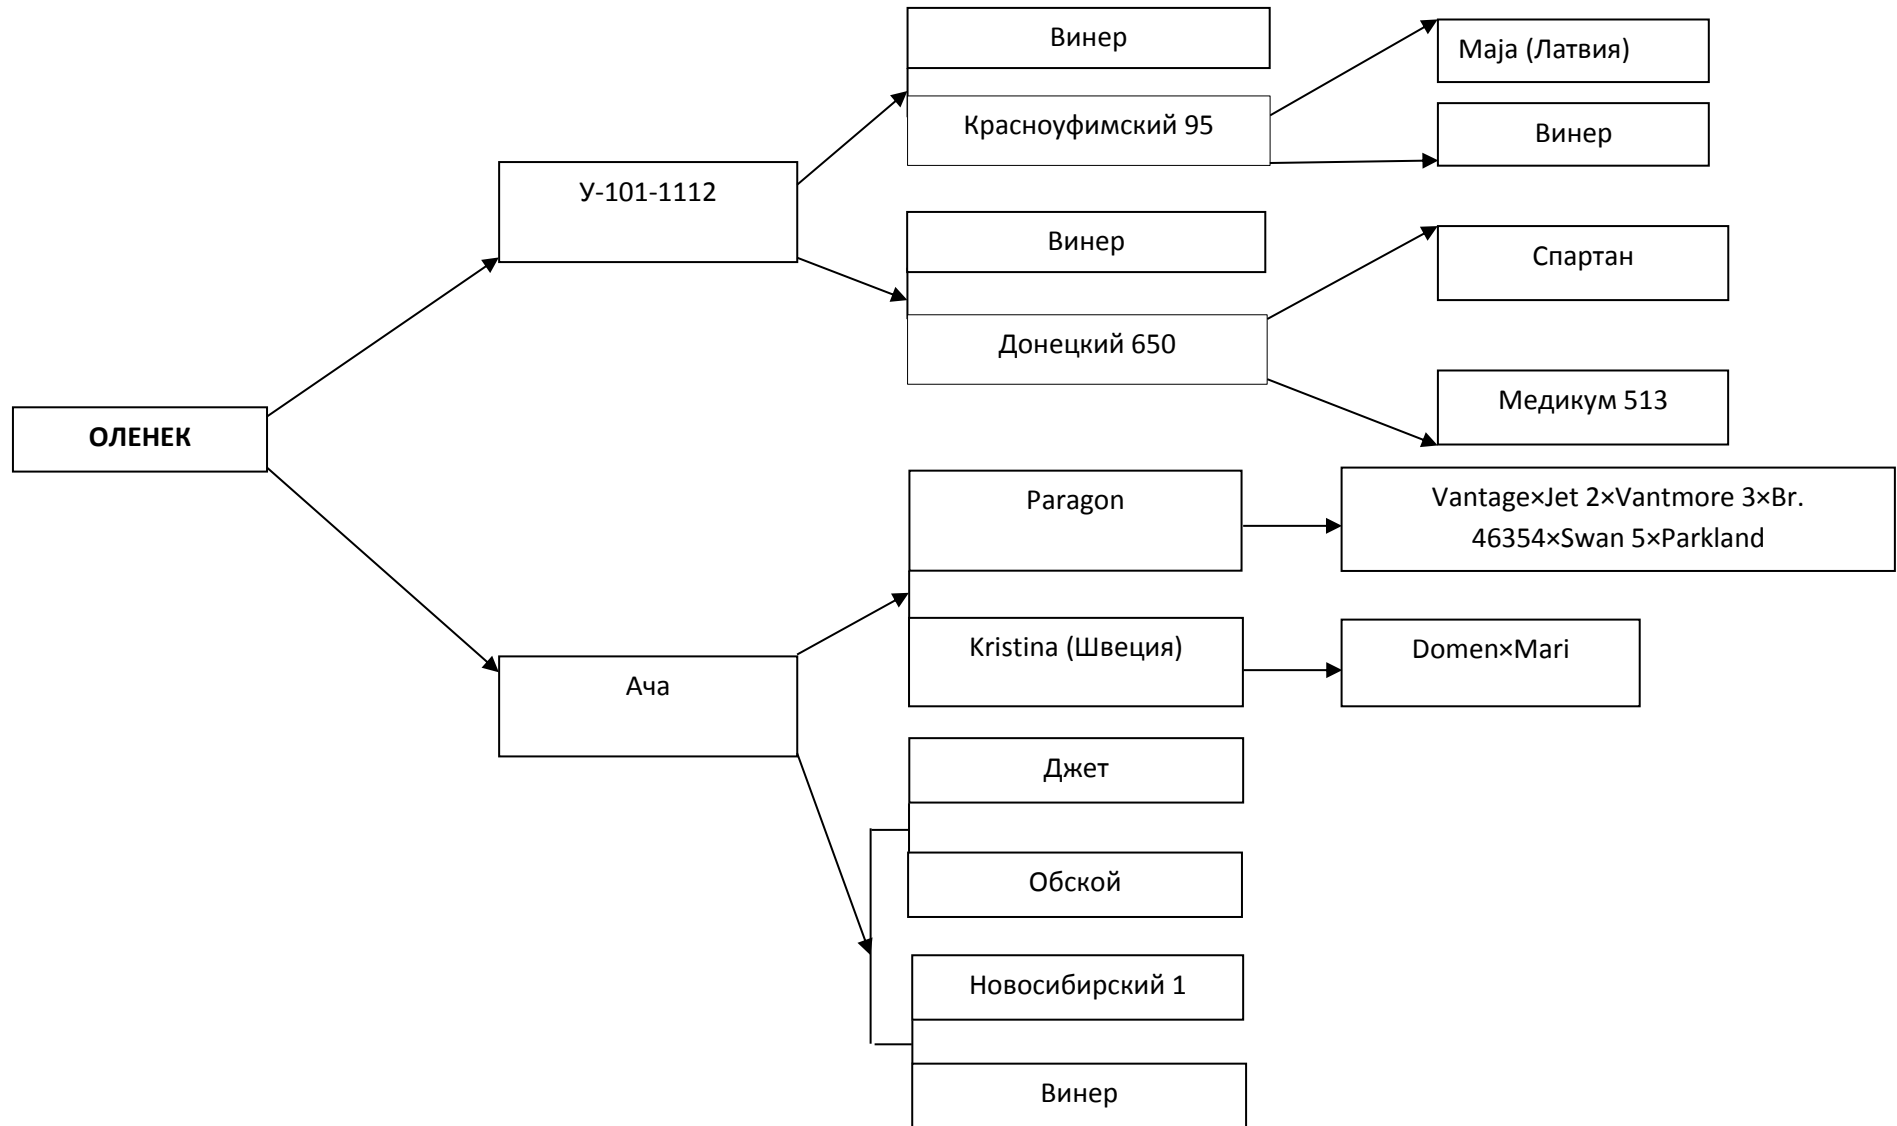 Винер
Maja (Латвия)
Красноуфимский 95
Винер
У-101-1112
Винер
Спартан
Донецкий 650
Медикум 513
ОЛЕНЕК
Paragon
Vantage×Jet 2×Vantmore 3×Br.
46354×Swan 5×Parkland
Kristina (Швеция)
Domen×Mari
Ача
Джет
Обской
Новосибирский 1
Винер